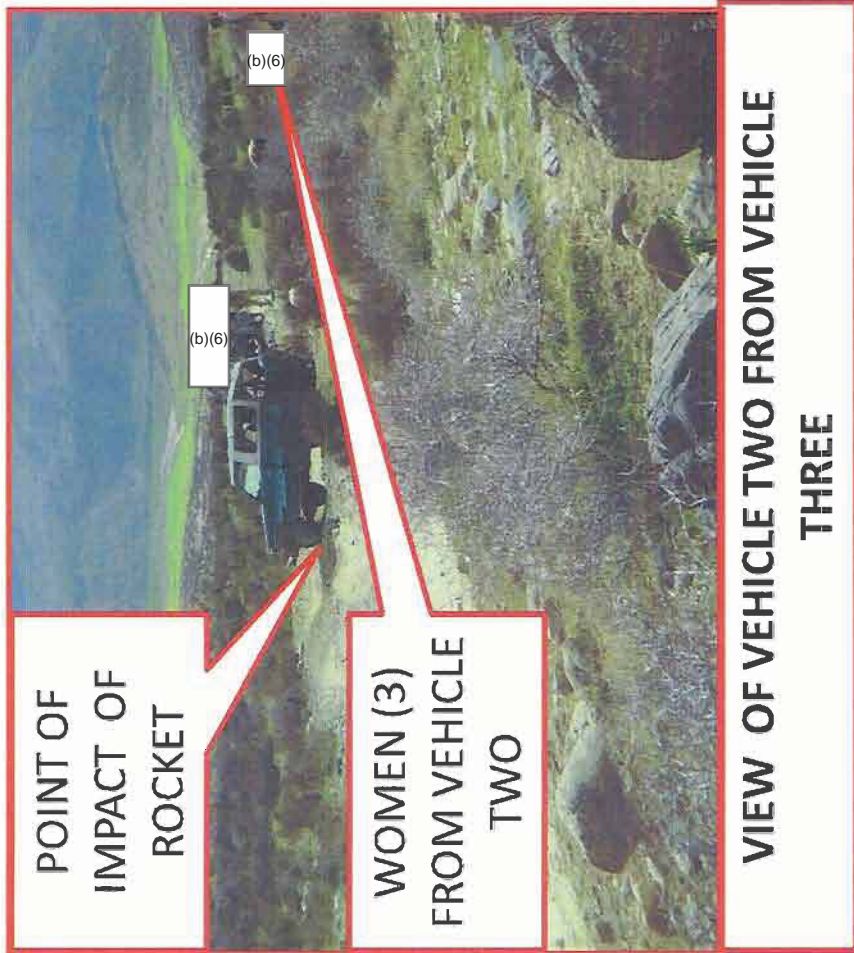 POINT OF
IMPACT OF
ROCKET
(b)(6)
(b)(6)
WOMEN (3)
FROM VEHICLE
TWO
VIEW OF VEHICLE TWO FROM VEHICLE
THREE